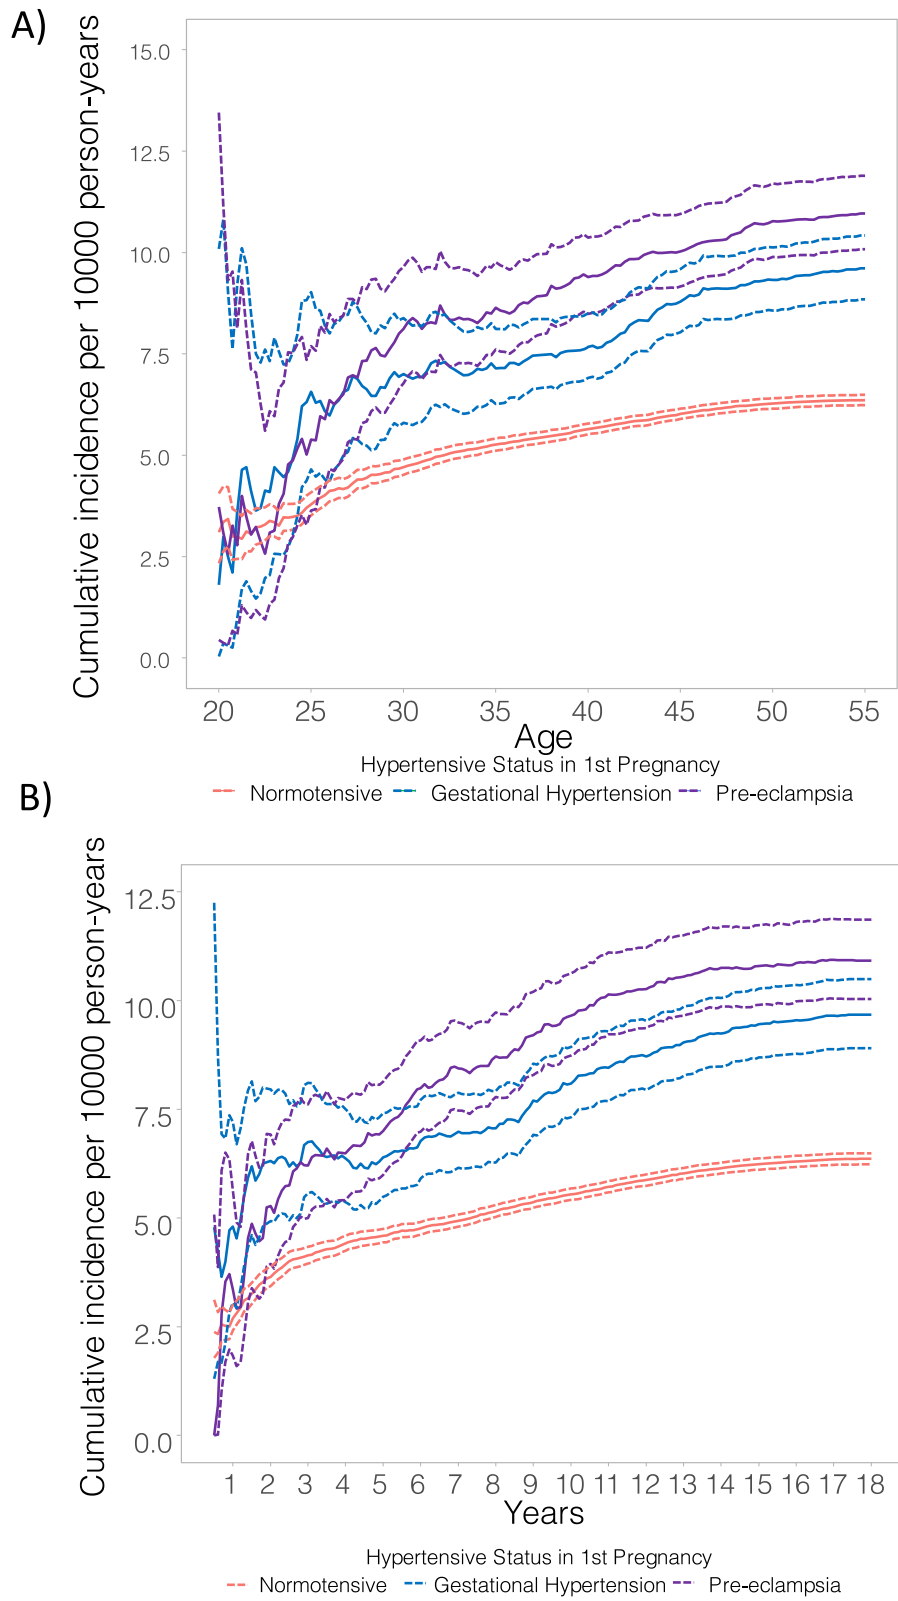 A)
Cumulative incidence per 10000 person-years
15.0
12.5
10.0
7.5
5.0
2.5
0.0
20 25 30 35 40 45 50 55
Age
Hypertensive Status in 1st Pregnancy
Normotensive Gestational Hypertension Pre-eclampsia
B)
Cumulative incidence per 10000 person-years
12.5
10.0
7.5
5.0
2.5
0.0
1 2 3 4 5 6 7 8 9 10 11 12 13 14 15 16 17 18
Years
Hypertensive Status in 1st Pregnancy
Normotensive Gestational Hypertension Pre-eclampsia